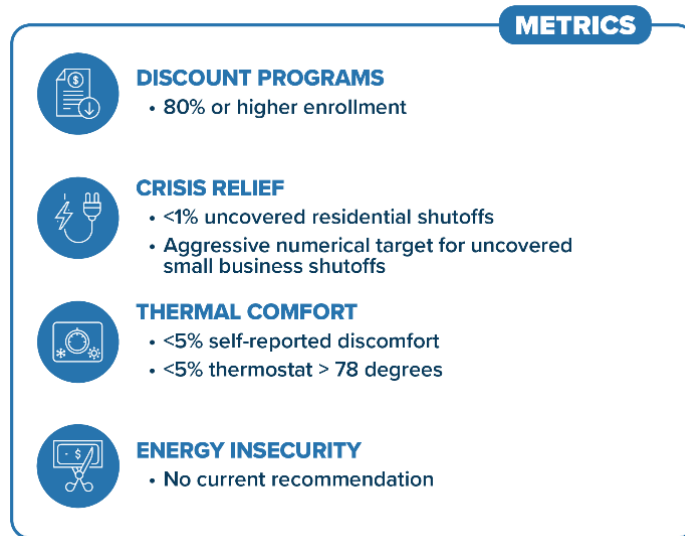 METRICS
DISCOUNT PROGRAMS
• 80% or higher enrollment
CRISIS RELIEF
• <1% uncovered residential shutoffs
• Aggressive numerical target for uncovered
small business shutoffs
THERMAL COMFORT
• <5% self-reported discomfort
• <5% thermostat > 78 degrees
ENERGY INSECURITY
• No current recommendation